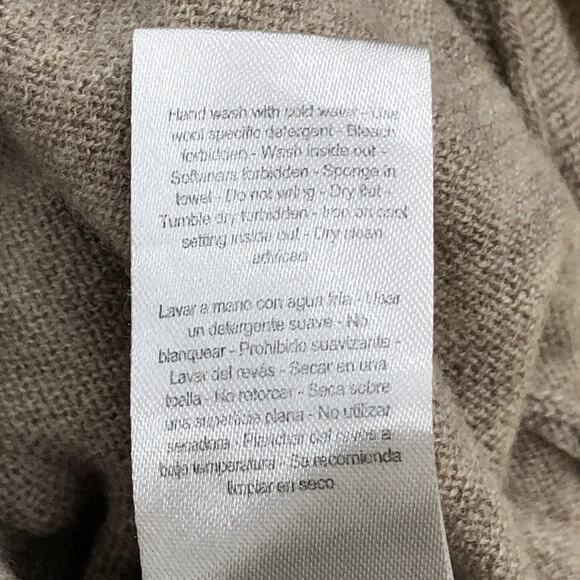 Hand wash with cold water - Use
wool specific detergent - Bleach
forbidden - Wash inside out -
Softeners forbidden - Sponge in
towel - Do not wring - Dry flat -
Tumble dry forbidden - Iron on cool
setting inside out - Dry clean
adviced
Lavar a mano con agua fria - Usar
un detergente suave - No
blanquear - Prohibido suavizante -
Lavar del revés - Secar en una
toalla - No retorcer - Seca sobre
una superficie plana - No utilizar
secadora - Planchar del revés a
baja temperatura - Se recomienda
limpiar en seco